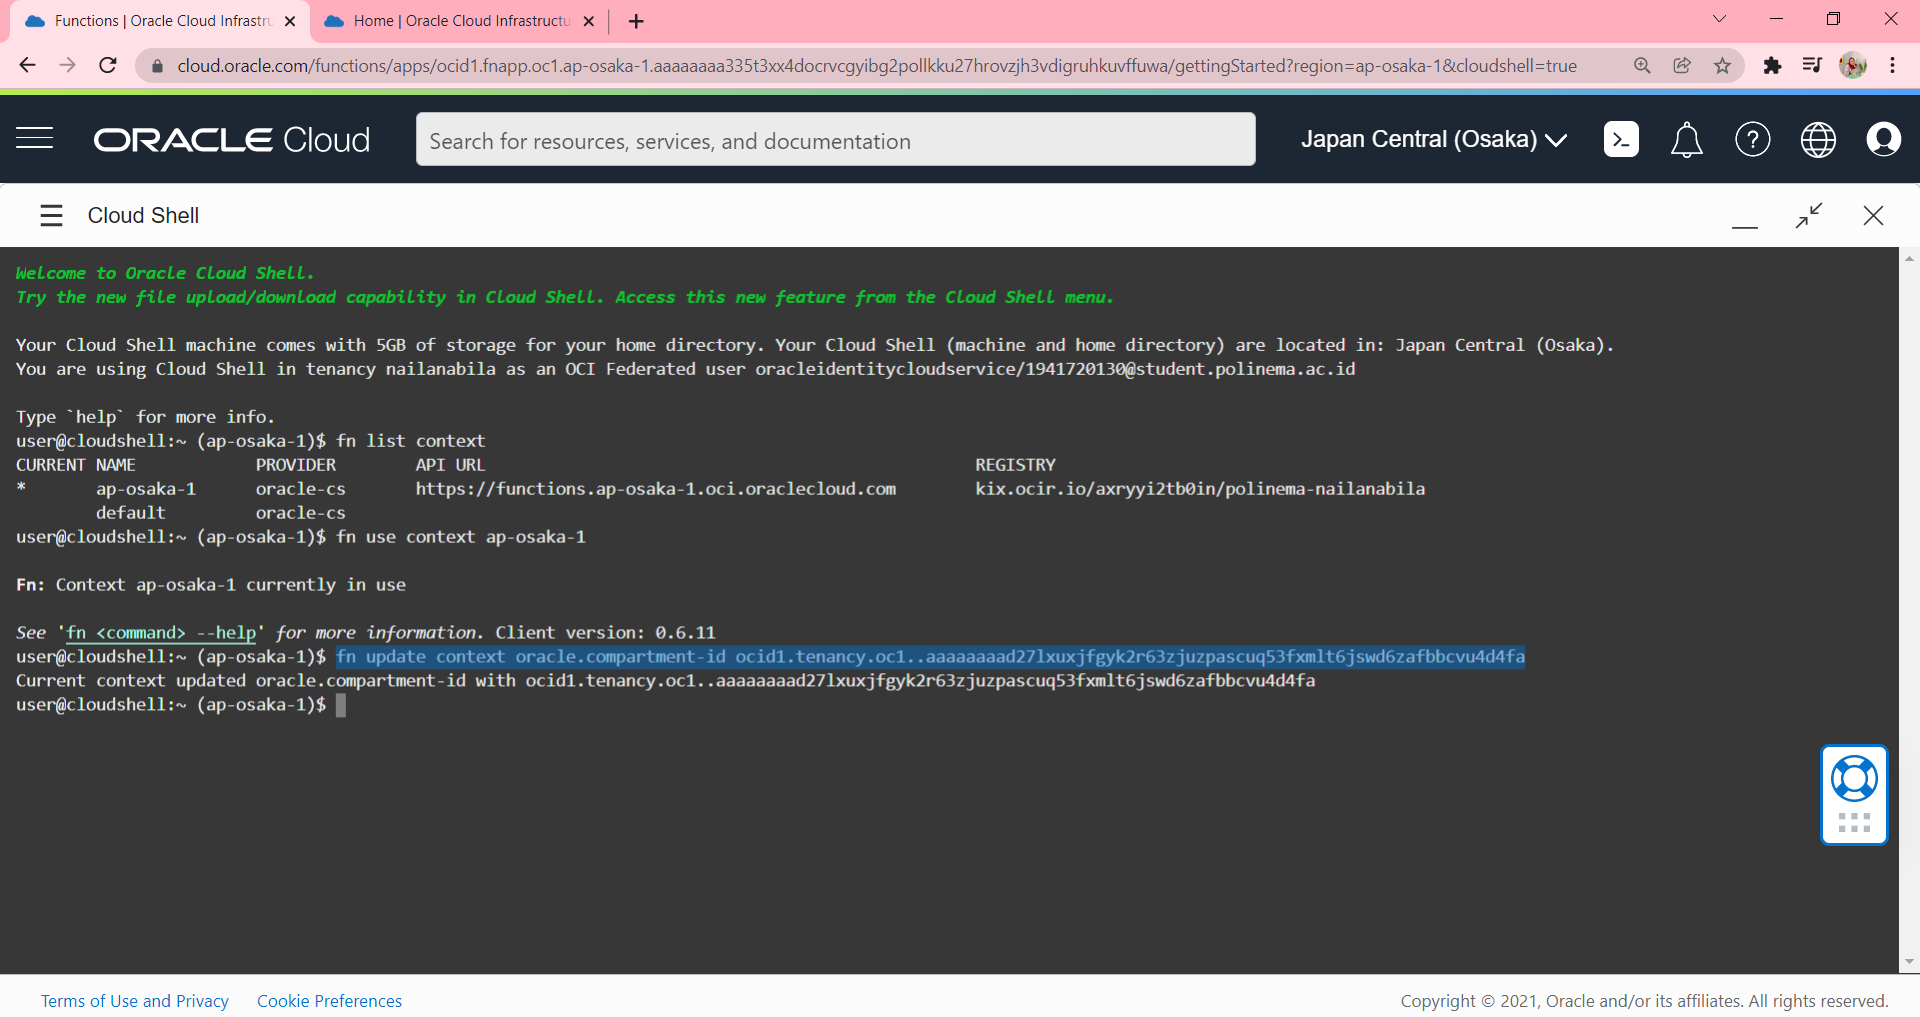 Functions | Oracle Cloud Infrastru
Home | Oracle Cloud Infrastructu
cloud.oracle.com/functions/apps/ocid1.fnapp.oc1.ap-osaka-1.aaaaaaaa335t3xx4docrvcgyibg2pollkku27hrovzjh3vdigruhkuvffuwa/gettingStarted?region=ap-osaka-1&cloudshell=true
ORACLE Cloud
Search for resources, services, and documentation
Japan Central (Osaka)
Cloud Shell
Welcome to Oracle Cloud Shell.
Try the new file upload/download capability in Cloud Shell. Access this new feature from the Cloud Shell menu.
Your Cloud Shell machine comes with 5GB of storage for your home directory. Your Cloud Shell (machine and home directory) are located in: Japan Central (Osaka).
You are using Cloud Shell in tenancy nailanabila as an OCI Federated user oracleidentitycloudservice/1941720130@student.polinema.ac.id
Type `help` for more info.
user@cloudshell:~ (ap-osaka-1)$ fn list context
CURRENT NAME PROVIDER API URL REGISTRY
* ap-osaka-1 oracle-cs https://functions.ap-osaka-1.oci.oraclecloud.com kix.ocir.io/axryyi2tb0in/polinema-nailanabila
default oracle-cs
user@cloudshell:~ (ap-osaka-1)$ fn use context ap-osaka-1
Fn: Context ap-osaka-1 currently in use
See 'fn <command> --help' for more information. Client version: 0.6.11
user@cloudshell:~ (ap-osaka-1)$ fn update context oracle.compartment-id ocid1.tenancy.oc1..aaaaaaaad27lxuxjfgyk2r63zjuzpascuq53fxmlt6jswd6zafbbcvu4d4fa
Current context updated oracle.compartment-id with ocid1.tenancy.oc1..aaaaaaaad27lxuxjfgyk2r63zjuzpascuq53fxmlt6jswd6zafbbcvu4d4fa
user@cloudshell:~ (ap-osaka-1)$
Terms of Use and Privacy
Cookie Preferences
Copyright © 2021, Oracle and/or its affiliates. All rights reserved.